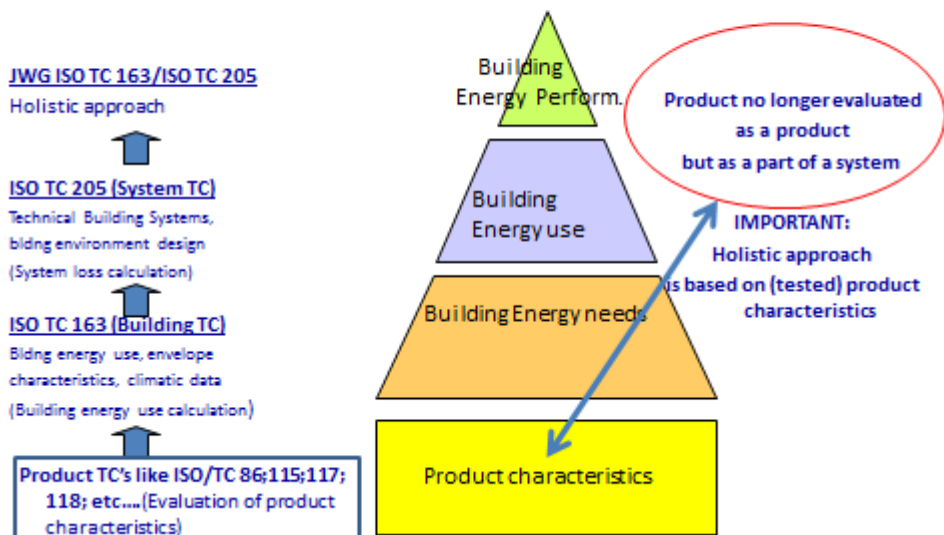 JWG ISO TC 163/ISO TC 205
Holistic approach
ISO TC 205 (System TC)
Technical Building Systems,
bldng environment design
(System loss calculation)
ISO TC 163 (Building TC)
Bldng energy use, envelope
characteristics, climatic data
(Building energy use calculation)
Product TC's like ISO/TC 86;115;117;
118; etc....(Evaluation of product
characteristics)
Building
Energy Perform.
Building
Energy use
Building Energy needs
Product characteristics
Product no longer evaluated
as a product
but as a part of a system
IMPORTANT:
Holistic approach
is based on (tested) product
characteristics